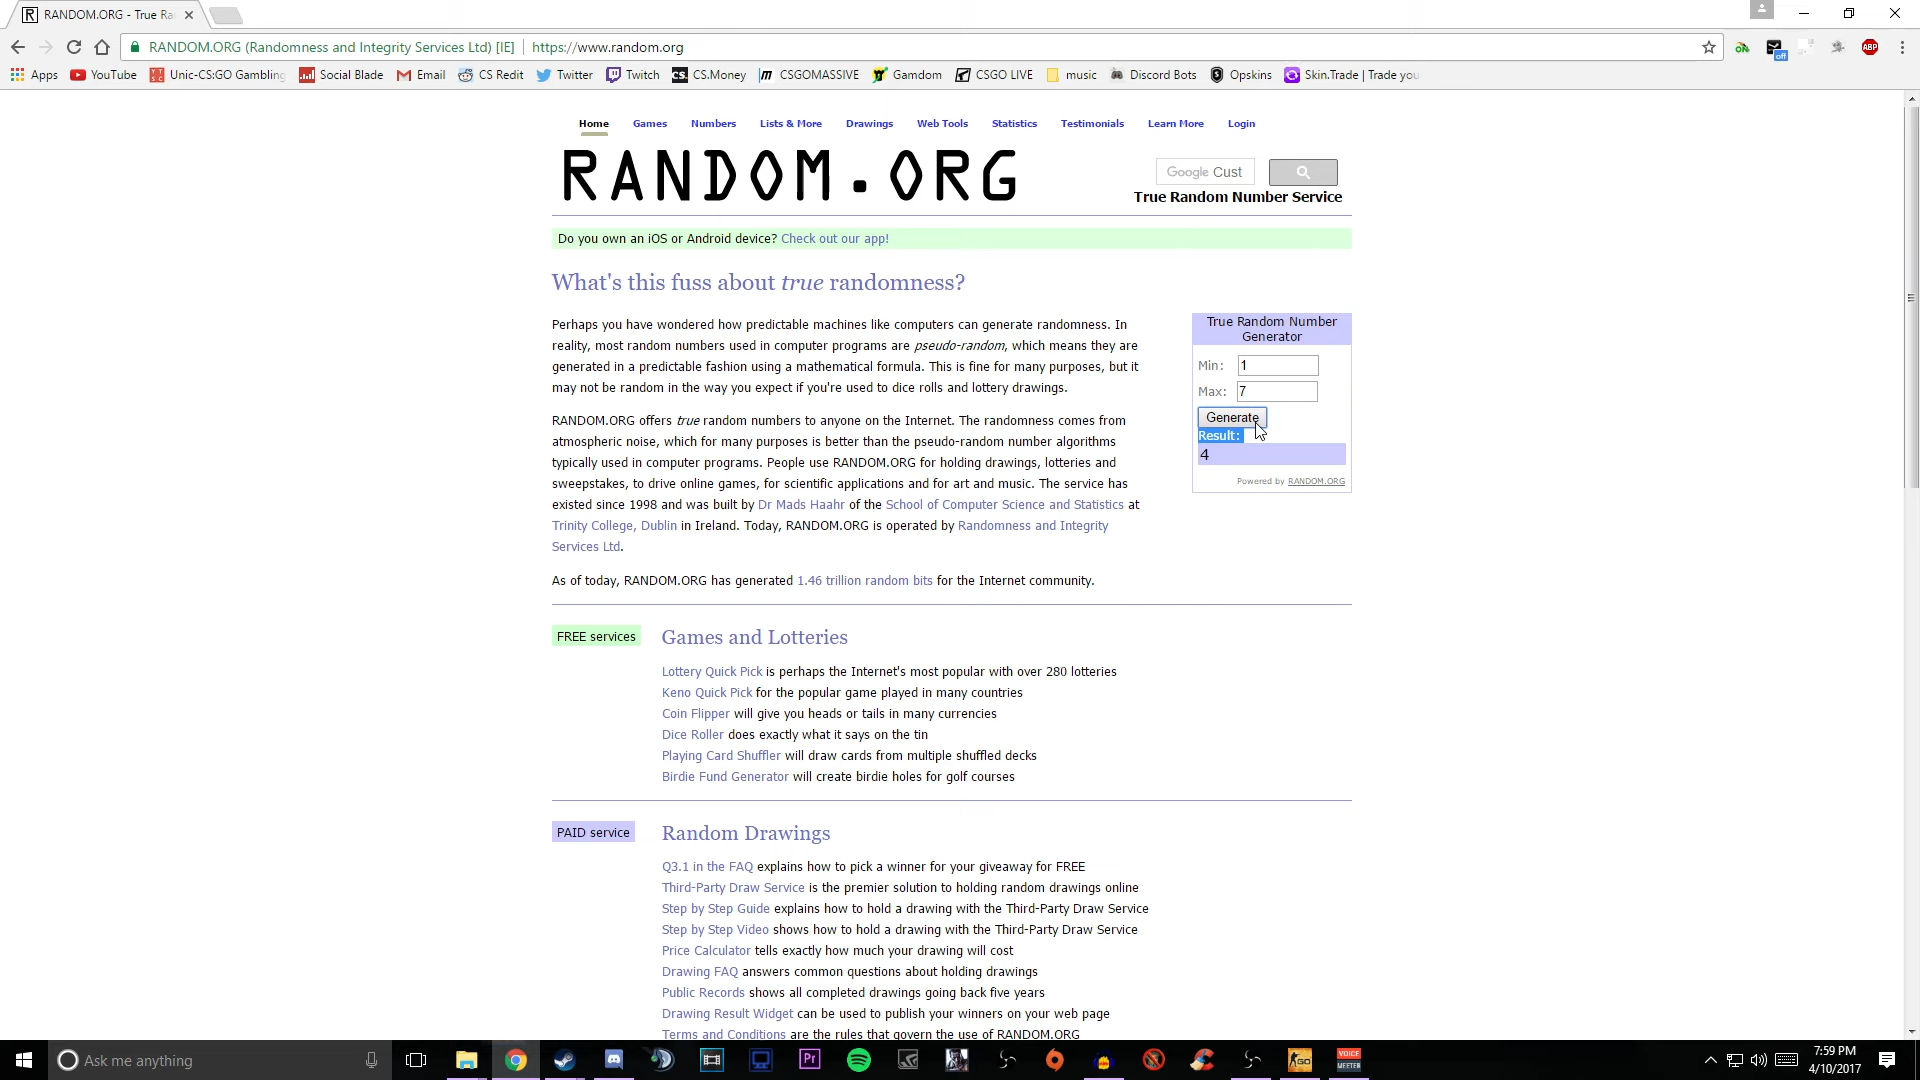 RANDOM.ORG - True Ra
RANDOM.ORG (Randomness and Integrity Services Ltd) [IE] https://www.random.org
Apps YouTube Unic-CS:GO Gambling Social Blade Email CS Redit Twitter Twitch CS.Money CSGOMASSIVE Gamdom CSGO LIVE music Discord Bots Opskins Skin.Trade | Trade you
off
ABP
Home Games Numbers Lists & More Drawings Web Tools Statistics Testimonials Learn More Login
RANDOM.ORG
Google Cust
True Random Number Service
Do you own an iOS or Android device? Check out our app!
What's this fuss about true randomness?
Perhaps you have wondered how predictable machines like computers can generate randomness. In
reality, most random numbers used in computer programs are pseudo-random, which means they are
generated in a predictable fashion using a mathematical formula. This is fine for many purposes, but it
may not be random in the way you expect if you're used to dice rolls and lottery drawings.
RANDOM.ORG offers true random numbers to anyone on the Internet. The randomness comes from
atmospheric noise, which for many purposes is better than the pseudo-random number algorithms
typically used in computer programs. People use RANDOM.ORG for holding drawings, lotteries and
sweepstakes, to drive online games, for scientific applications and for art and music. The service has
existed since 1998 and was built by Dr Mads Haahr of the School of Computer Science and Statistics at
Trinity College, Dublin in Ireland. Today, RANDOM.ORG is operated by Randomness and Integrity
Services Ltd.
As of today, RANDOM.ORG has generated 1.46 trillion random bits for the Internet community.
True Random Number
Generator
Min: 1
Max: 7
Generate
Result:
4
Powered by RANDOM.ORG
FREE services
Games and Lotteries
Lottery Quick Pick is perhaps the Internet's most popular with over 280 lotteries
Keno Quick Pick for the popular game played in many countries
Coin Flipper will give you heads or tails in many currencies
Dice Roller does exactly what it says on the tin
Playing Card Shuffler will draw cards from multiple shuffled decks
Birdie Fund Generator will create birdie holes for golf courses
PAID service
Random Drawings
Q3.1 in the FAQ explains how to pick a winner for your giveaway for FREE
Third-Party Draw Service is the premier solution to holding random drawings online
Step by Step Guide explains how to hold a drawing with the Third-Party Draw Service
Step by Step Video shows how to hold a drawing with the Third-Party Draw Service
Price Calculator tells exactly how much your drawing will cost
Drawing FAQ answers common questions about holding drawings
Public Records shows all completed drawings going back five years
Drawing Result Widget can be used to publish your winners on your web page
Terms and Conditions are the rules that govern the use of RANDOM.ORG
Ask me anything
Pr
GO
VOICE
MEETER
7:59 PM
4/10/2017